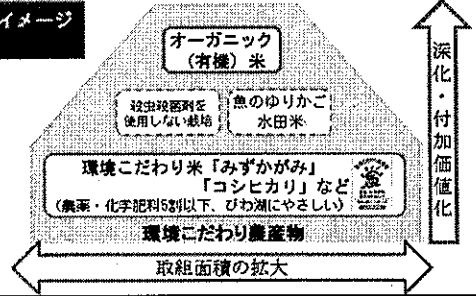 イメージ
オーガニック
（有機）米
殺虫殺菌剤を
使用しない栽培
魚のゆりかご
水田米
環境こだわり米「みずかがみ」
「コシヒカリ」など
（農薬・化学肥料5割以下、びわ湖にやさしい）
環境こだわり農産物
取組面積の拡大
深化・付加価値化